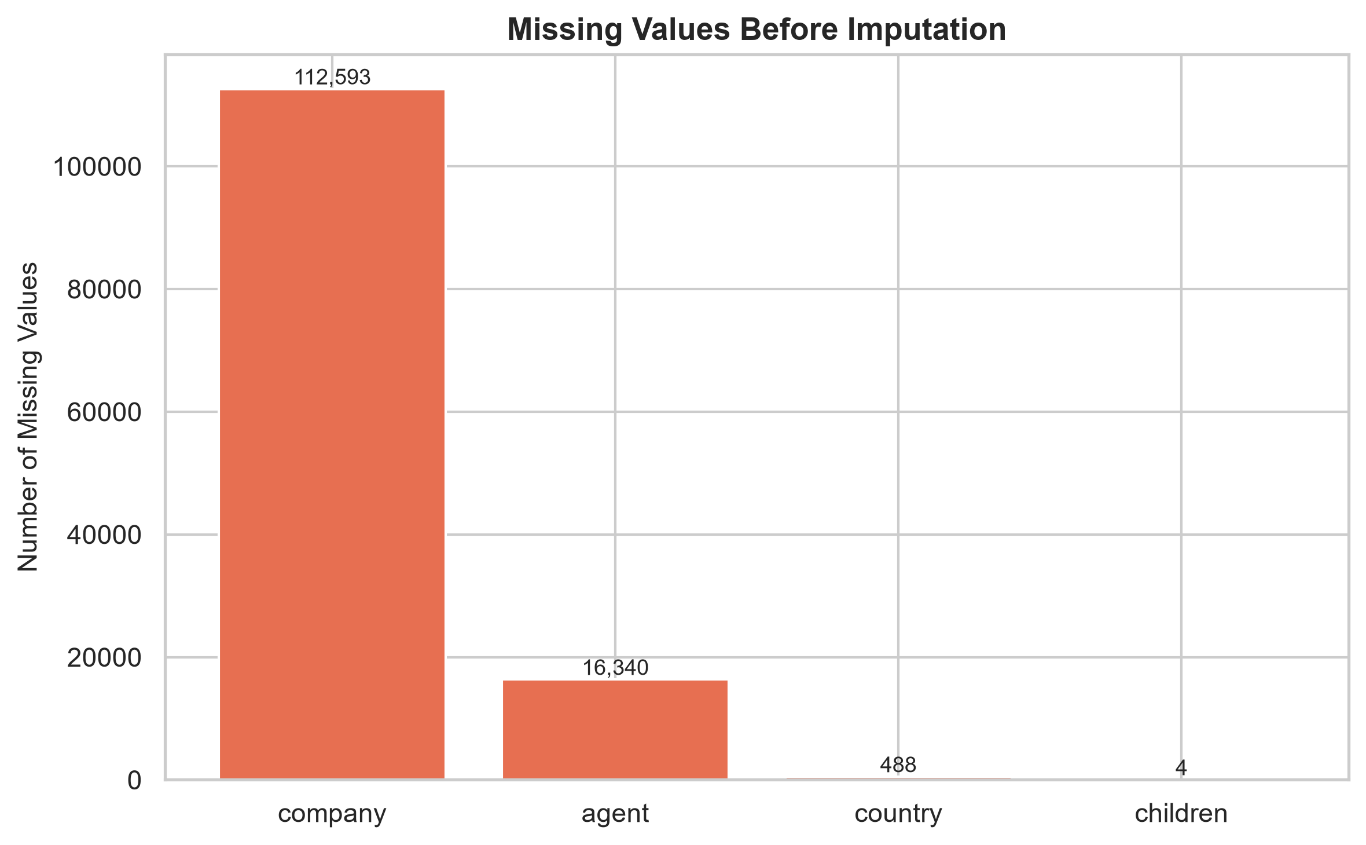 Missing Values Before Imputation
Number of Missing Values
100000
80000
60000
40000
20000
0
112,593
16,340
488
4
company
agent
country
children